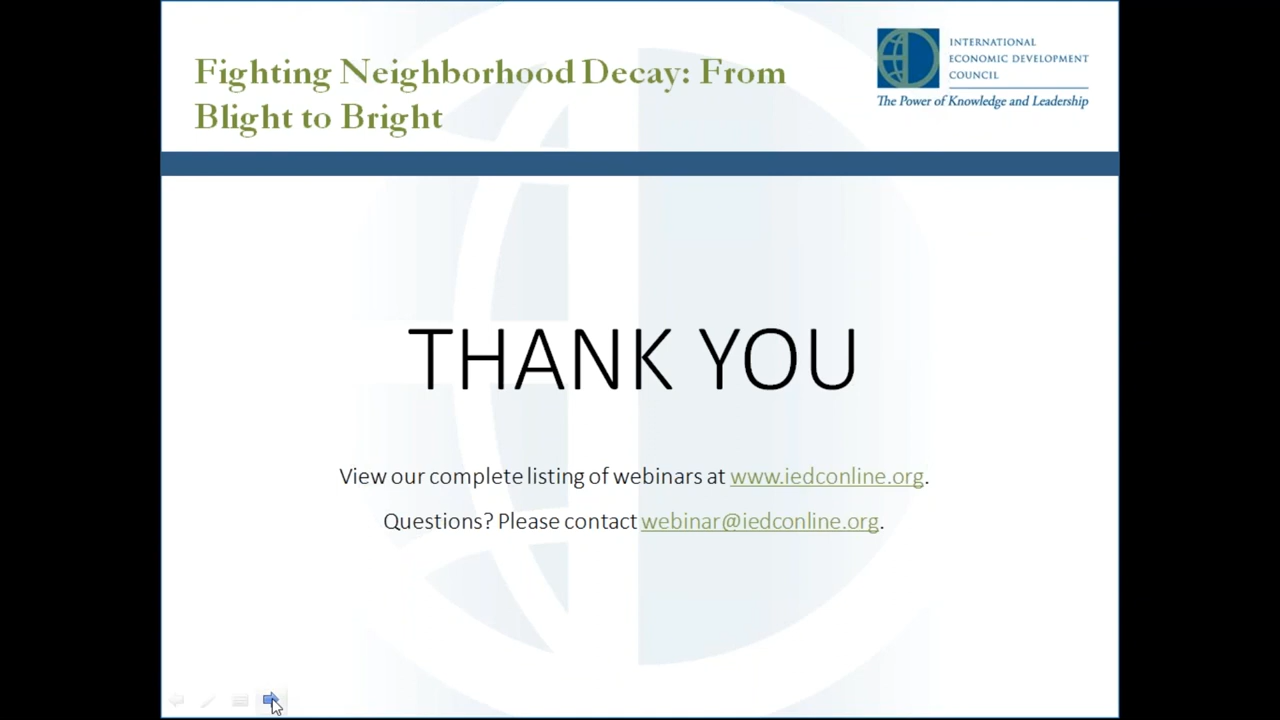 Fighting Neighborhood Decay: From
Blight to Bright
INTERNATIONAL
ECONOMIC DEVELOPMENT
COUNCIL
The Power of Knowledge and Leadership
THANK YOU
View our complete listing of webinars at www.iedconline.org.
Questions? Please contact webinar@iedconline.org.